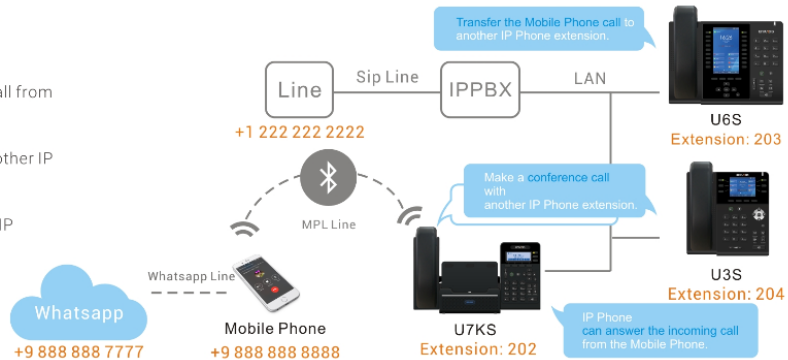 Transfer the Mobile Phone call to
another IP Phone extension.
all from
Line
Sip Line
IPPBX
LAN
U6S
+1 222 222 2222
Extension: 203
other IP
Make a conference call
with
another IP Phone extension.
IP
MPL Line
U3S
Whatsapp Line
Extension: 204
Whatsapp
Mobile Phone
U7KS
IP Phone
can answer the incoming call
from the Mobile Phone.
+9 888 888 7777
+9 888 888 8888
Extension: 202